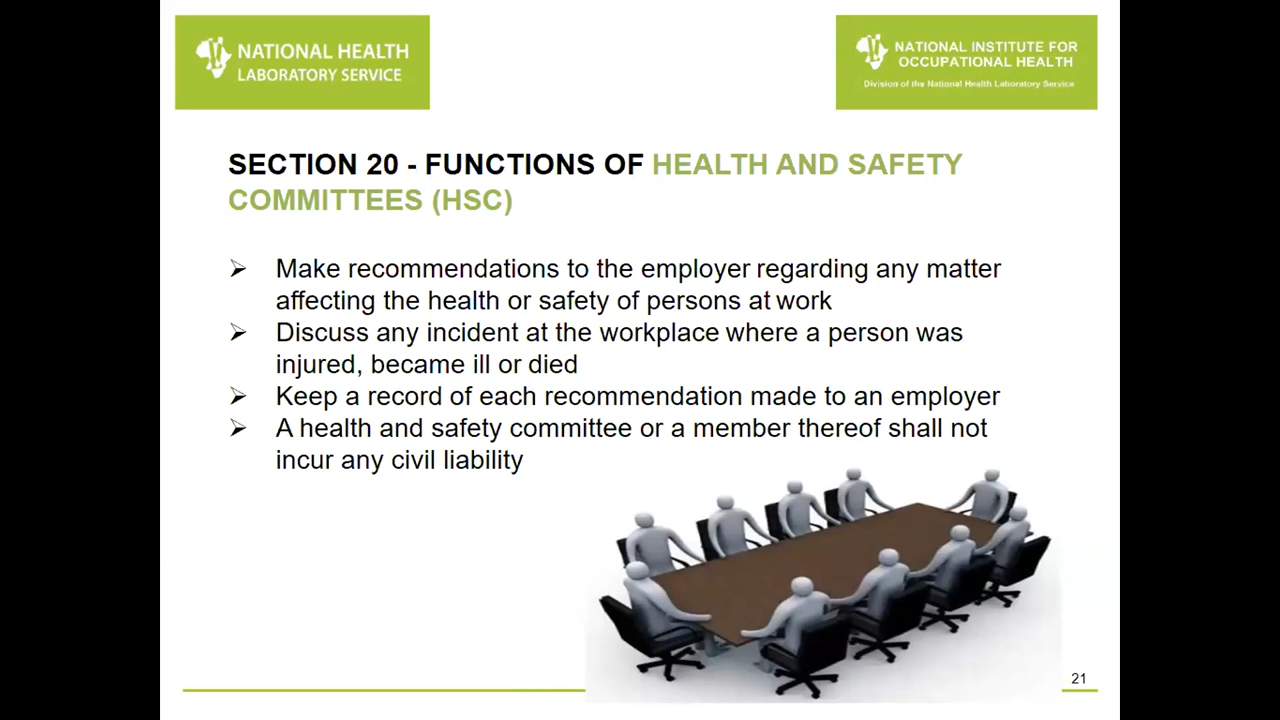 NATIONAL HEALTH
LABORATORY SERVICE
NATIONAL INSTITUTE FOR
OCCUPATIONAL HEALTH
Division of the National Health Laboratory Service
SECTION 20 - FUNCTIONS OF HEALTH AND SAFETY
COMMITTEES (HSC)
➢ Make recommendations to the employer regarding any matter
affecting the health or safety of persons at work
➢ Discuss any incident at the workplace where a person was
injured, became ill or died
➢ Keep a record of each recommendation made to an employer
➢ A health and safety committee or a member thereof shall not
incur any civil liability
21